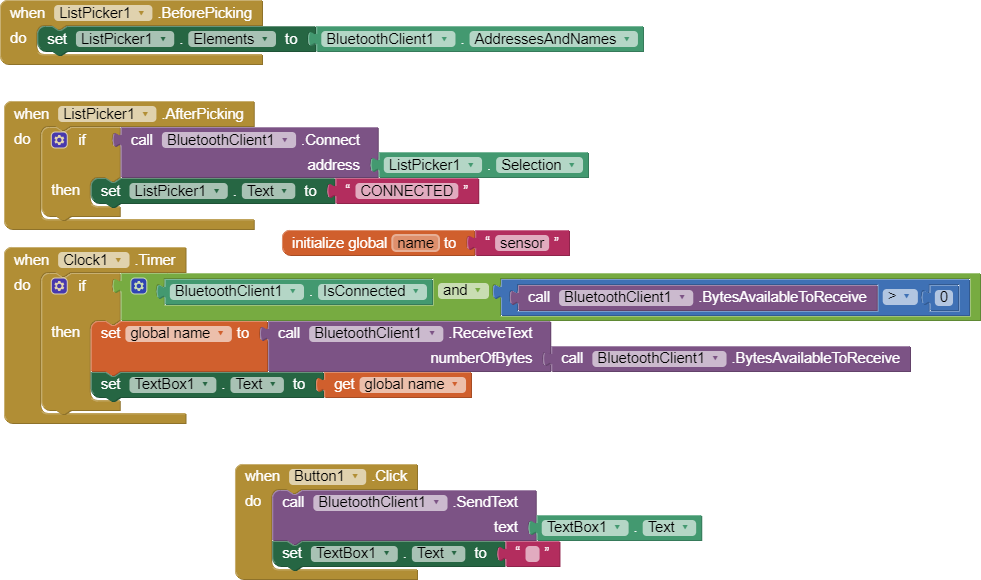 when ListPicker1 .BeforePicking
do set ListPicker1 . Elements to BluetoothClient1 . AddressesAndNames
when ListPicker1 .AfterPicking
do if call BluetoothClient1 .Connect
address ListPicker1 . Selection
then set ListPicker1 . Text to “ CONNECTED ”
initialize global name to “ sensor ”
when Clock1 .Timer
do if BluetoothClient1 . IsConnected and call BluetoothClient1 .BytesAvailableToReceive > 0
then set global name to call BluetoothClient1 .ReceiveText
numberOfBytes call BluetoothClient1 .BytesAvailableToReceive
set TextBox1 . Text to get global name
when Button1 .Click
do call BluetoothClient1 .SendText
text TextBox1 . Text
set TextBox1 . Text to “ ”